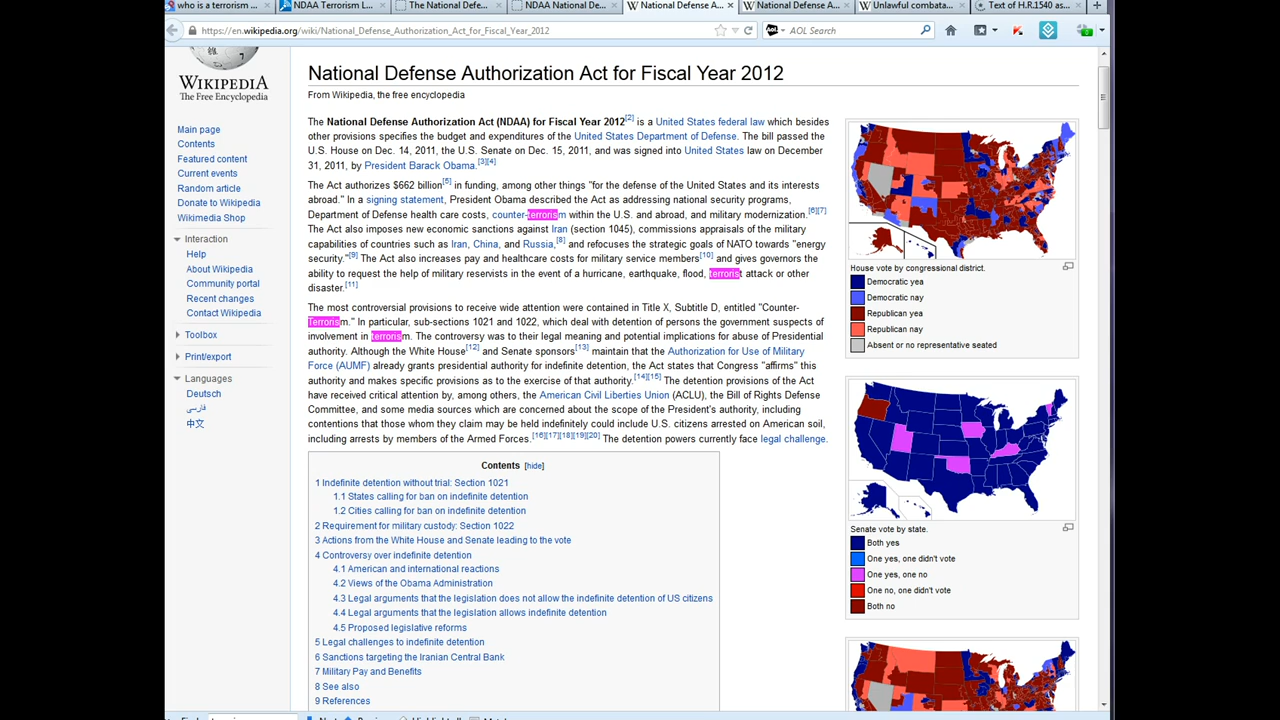 who is a terrorism ...
NDAA Terrorism L...
The National Defe...
NDAA National De...
National Defense A...
National Defense A...
Unlawful combata...
Text of H.R.1540 as...
https://en.wikipedia.org/wiki/National_Defense_Authorization_Act_for_Fiscal_Year_2012
AOL Search
WIKIPEDIA
The Free Encyclopedia
Main page
Contents
Featured content
Current events
Random article
Donate to Wikipedia
Wikimedia Shop
Interaction
Help
About Wikipedia
Community portal
Recent changes
Contact Wikipedia
Toolbox
Print/export
Languages
Deutsch
فارسی
中文
National Defense Authorization Act for Fiscal Year 2012
From Wikipedia, the free encyclopedia
The National Defense Authorization Act (NDAA) for Fiscal Year 2012[2] is a United States federal law which besides
other provisions specifies the budget and expenditures of the United States Department of Defense. The bill passed the
U.S. House on Dec. 14, 2011, the U.S. Senate on Dec. 15, 2011, and was signed into United States law on December
31, 2011, by President Barack Obama.[3][4]
The Act authorizes $662 billion[5] in funding, among other things "for the defense of the United States and its interests
abroad." In a signing statement, President Obama described the Act as addressing national security programs,
Department of Defense health care costs, counter-terrorism within the U.S. and abroad, and military modernization.[6][7]
The Act also imposes new economic sanctions against Iran (section 1045), commissions appraisals of the military
capabilities of countries such as Iran, China, and Russia,[8] and refocuses the strategic goals of NATO towards "energy
security."[9] The Act also increases pay and healthcare costs for military service members[10] and gives governors the
ability to request the help of military reservists in the event of a hurricane, earthquake, flood, terrorist attack or other
disaster.[11]
The most controversial provisions to receive wide attention were contained in Title X, Subtitle D, entitled "Counter-
Terrorism." In particular, sub-sections 1021 and 1022, which deal with detention of persons the government suspects of
involvement in terrorism. The controversy was to their legal meaning and potential implications for abuse of Presidential
authority. Although the White House[12] and Senate sponsors[13] maintain that the Authorization for Use of Military
Force (AUMF) already grants presidential authority for indefinite detention, the Act states that Congress "affirms" this
authority and makes specific provisions as to the exercise of that authority.[14][15] The detention provisions of the Act
have received critical attention by, among others, the American Civil Liberties Union (ACLU), the Bill of Rights Defense
Committee, and some media sources which are concerned about the scope of the President's authority, including
contentions that those whom they claim may be held indefinitely could include U.S. citizens arrested on American soil,
including arrests by members of the Armed Forces.[16][17][18][19][20] The detention powers currently face legal challenge.
Contents [hide]
1 Indefinite detention without trial: Section 1021
1.1 States calling for ban on indefinite detention
1.2 Cities calling for ban on indefinite detention
2 Requirement for military custody: Section 1022
3 Actions from the White House and Senate leading to the vote
4 Controversy over indefinite detention
4.1 American and international reactions
4.2 Views of the Obama Administration
4.3 Legal arguments that the legislation does not allow the indefinite detention of US citizens
4.4 Legal arguments that the legislation allows indefinite detention
4.5 Proposed legislative reforms
5 Legal challenges to indefinite detention
6 Sanctions targeting the Iranian Central Bank
7 Military Pay and Benefits
8 See also
9 References
House vote by congressional district.
Democratic yea
Democratic nay
Republican yea
Republican nay
Absent or no representative seated
Senate vote by state.
Both yes
One yes, one didn't vote
One yes, one no
One no, one didn't vote
Both no